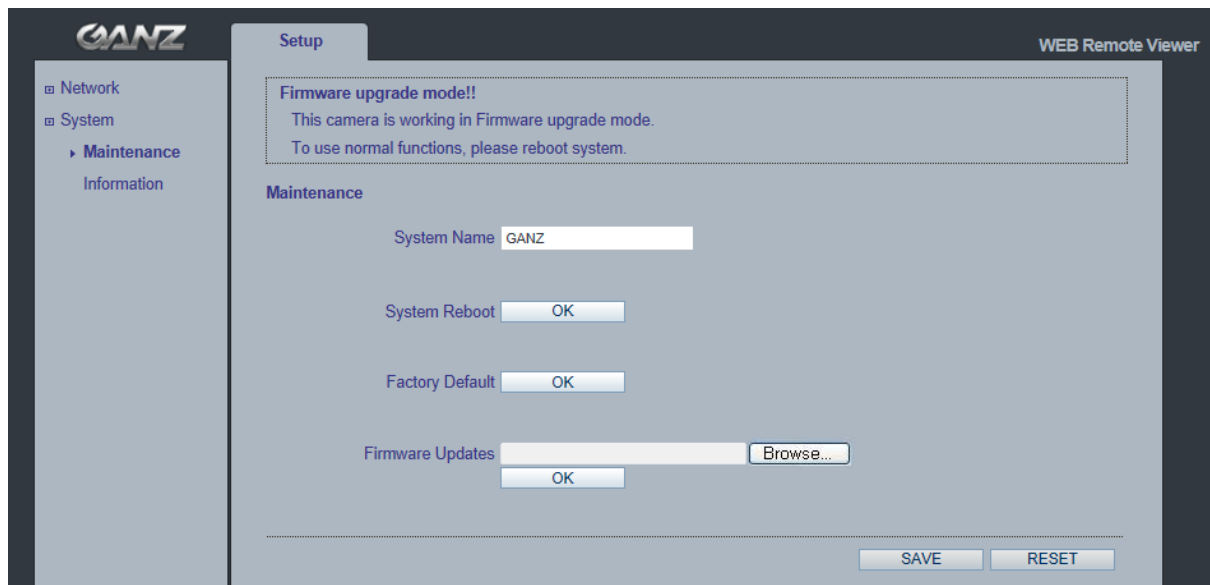 GANZ
Setup
WEB Remote Viewer
Network
System
Maintenance
Information
Firmware upgrade mode!!
This camera is working in Firmware upgrade mode.
To use normal functions, please reboot system.
Maintenance
System Name GANZ
System Reboot OK
Factory Default OK
Firmware Updates Browse...
OK
SAVE RESET